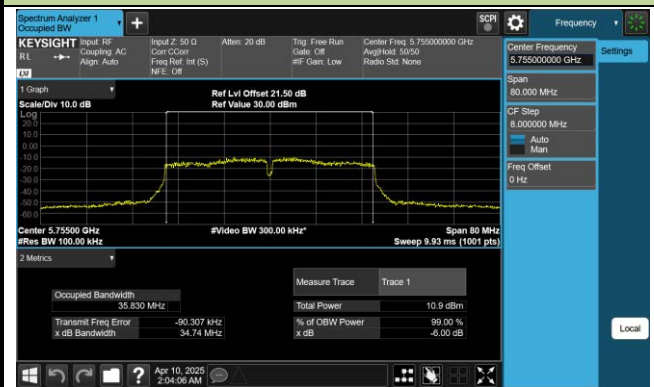 Spectrum Analyzer 1
Occupied BW
SCPI
Frequency
KEYSIGHT
RL
LXI
Input: RF
Coupling: AC
Align: Auto
Input Z: 50 Ω
Corr CCorr
Freq Ref: Int (S)
NFE: Off
Atten: 20 dB
Trig: Free Run
Gate: Off
#IF Gain: Low
Center Freq: 5.755000000 GHz
Avg|Hold: 50/50
Radio Std: None
Center Frequency
5.755000000 GHz
Settings
Span
80.000 MHz
CF Step
8.000000 MHz
Auto
Man
Freq Offset
0 Hz
Local
1 Graph
Scale/Div 10.0 dB
Ref Lvl Offset 21.50 dB
Ref Value 30.00 dBm
Log
20.0
10.0
0.00
-10.0
-20.0
-30.0
-40.0
-50.0
-60.0
Center 5.75500 GHz
#Res BW 100.00 kHz
#Video BW 300.00 kHz*
Span 80 MHz
Sweep 9.93 ms (1001 pts)
2 Metrics
Measure Trace
Trace 1
Occupied Bandwidth
35.830 MHz
Total Power
10.9 dBm
Transmit Freq Error
-90.307 kHz
% of OBW Power
99.00 %
x dB Bandwidth
34.74 MHz
x dB
-6.00 dB
?
Apr 10, 2025
2:04:06 AM